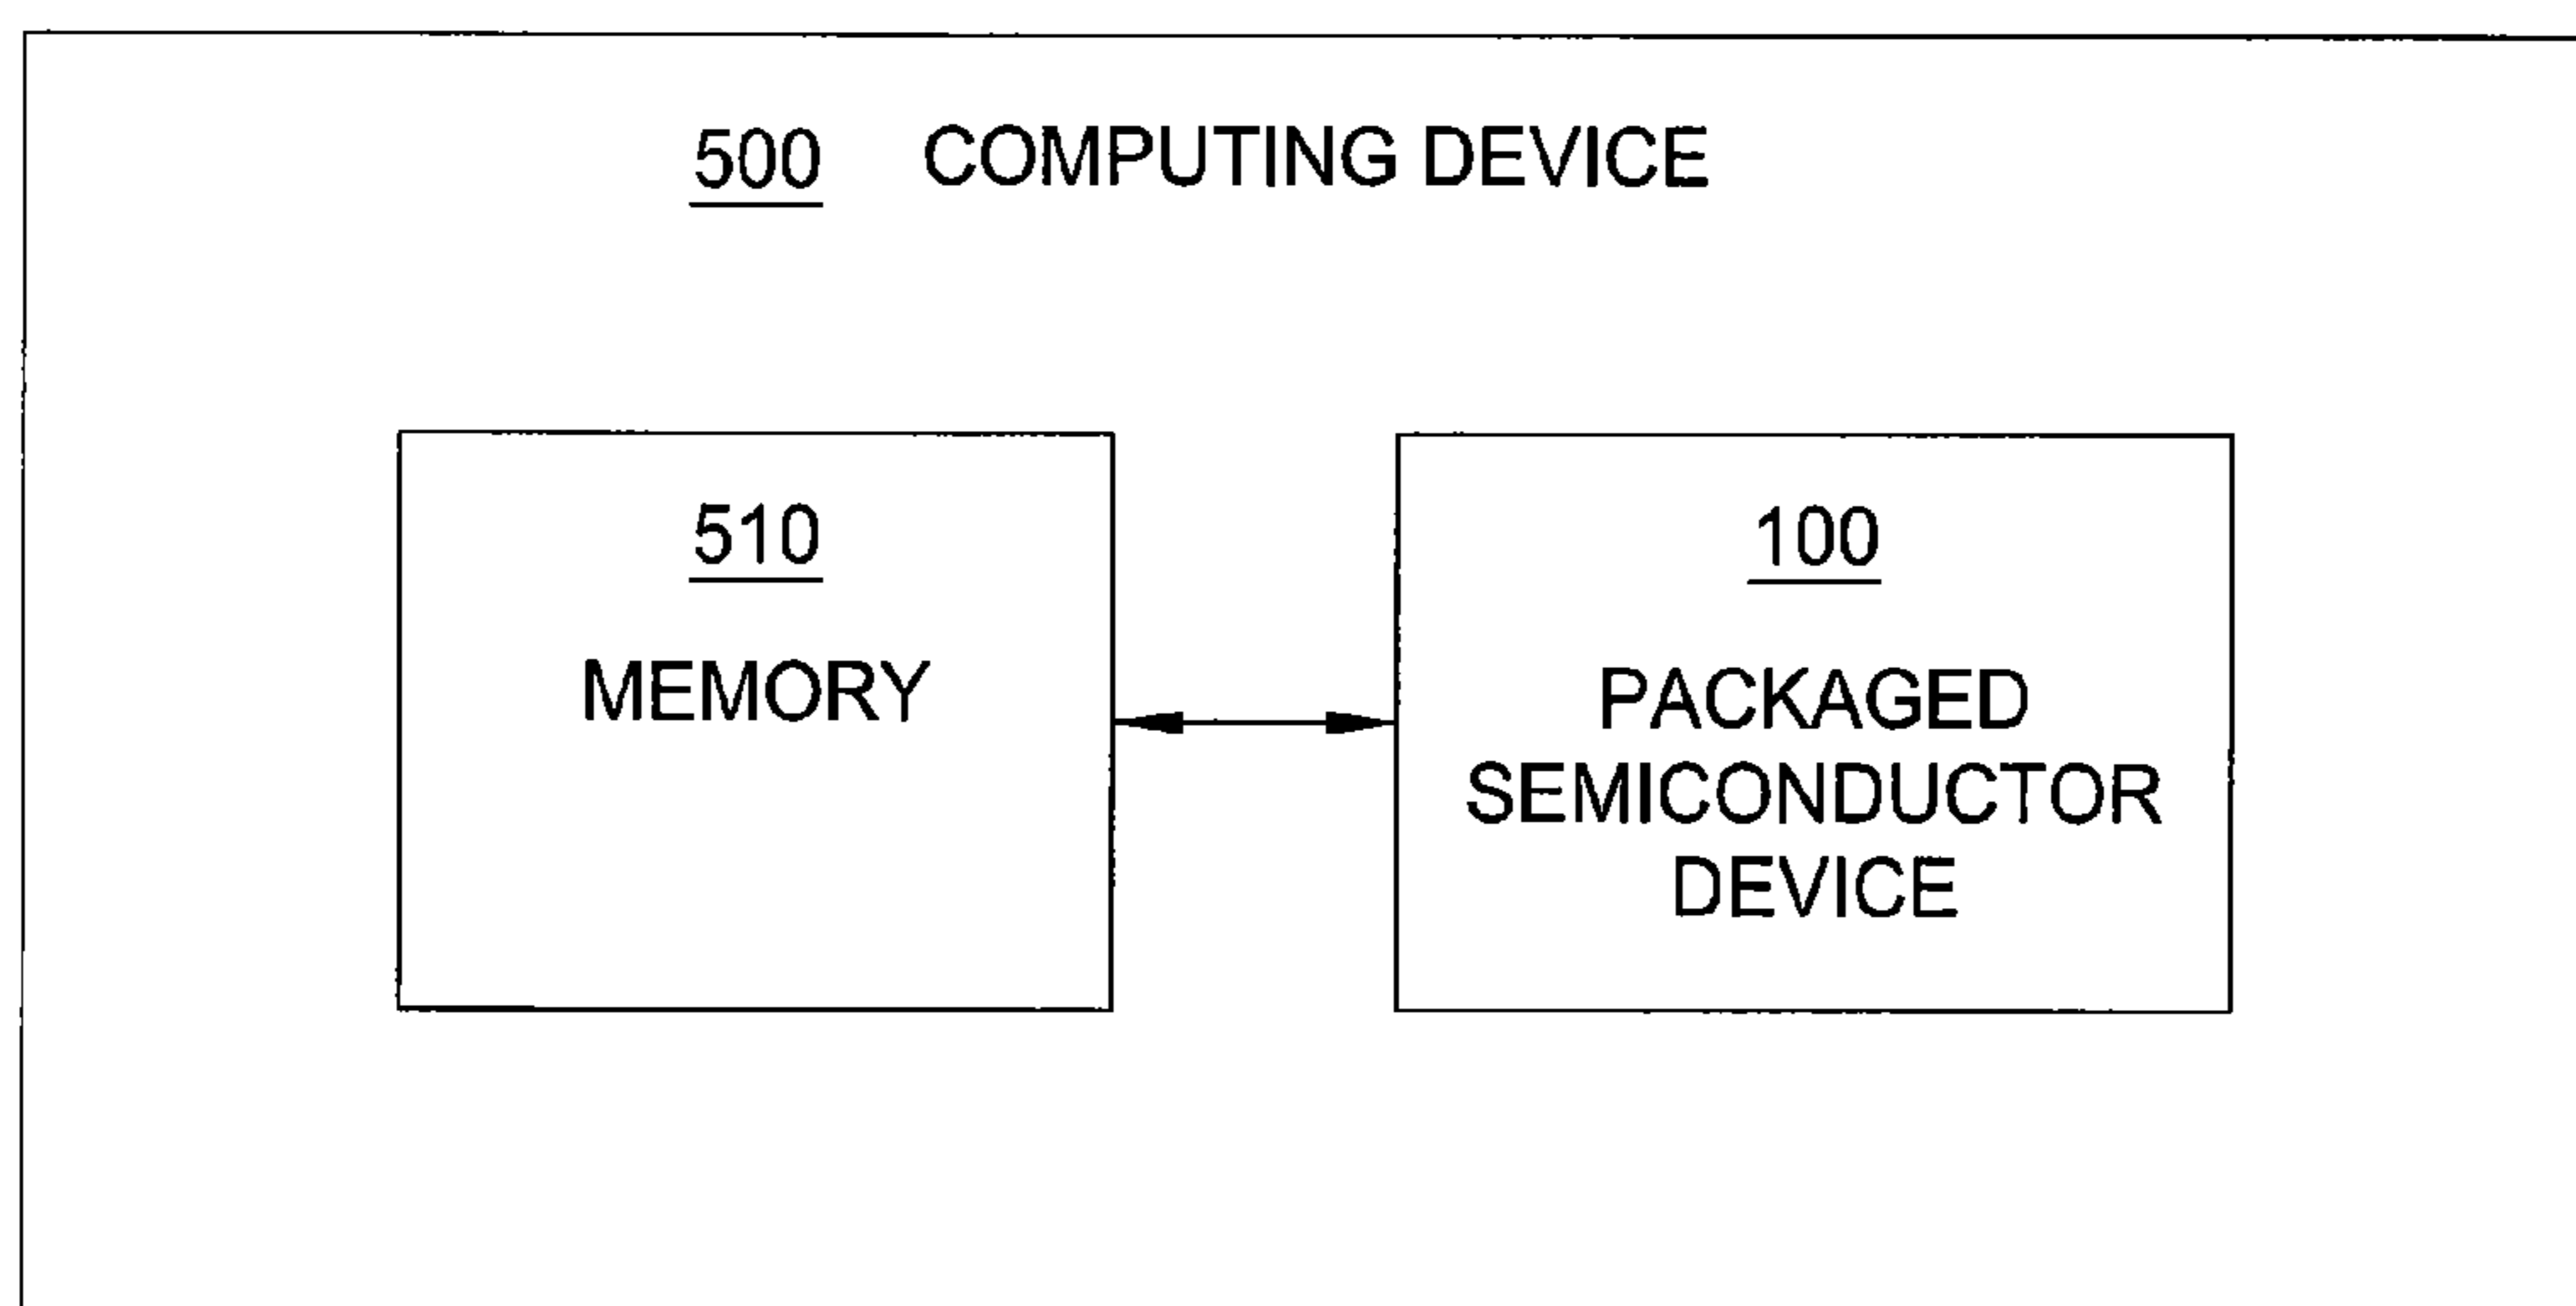 500 COMPUTING DEVICE
510
MEMORY
100
PACKAGED
SEMICONDUCTOR
DEVICE